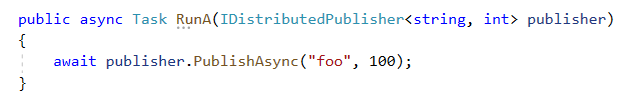 public async Task RunA(IDistributedPublisher<string, int> publisher)
{
    await publisher.PublishAsync("foo", 100);
}